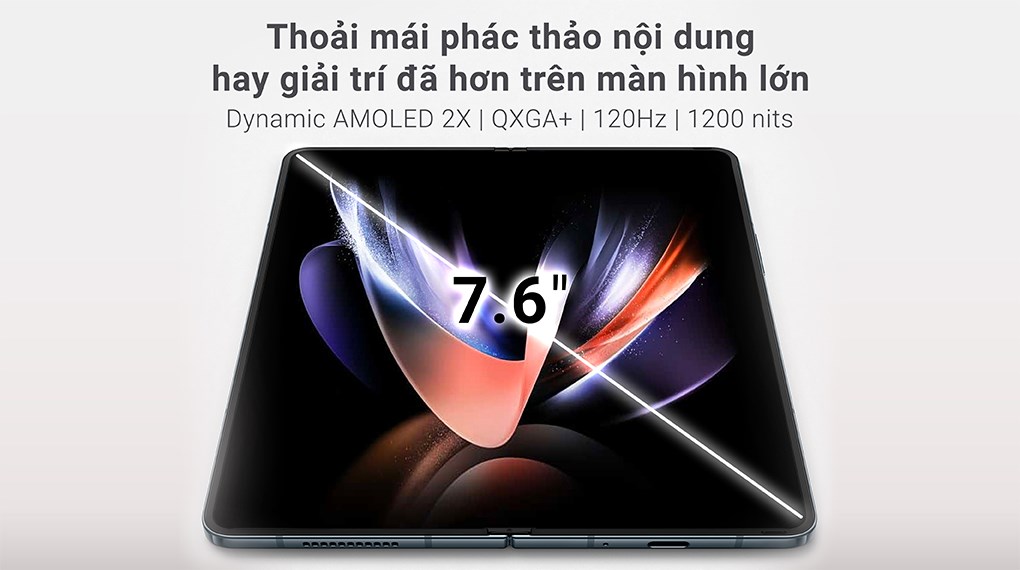 Thoải mái phác thảo nội dung
hay giải trí đã hơn trên màn hình lớn
Dynamic AMOLED 2X | QXGA+ | 120Hz | 1200 nits
7.6"